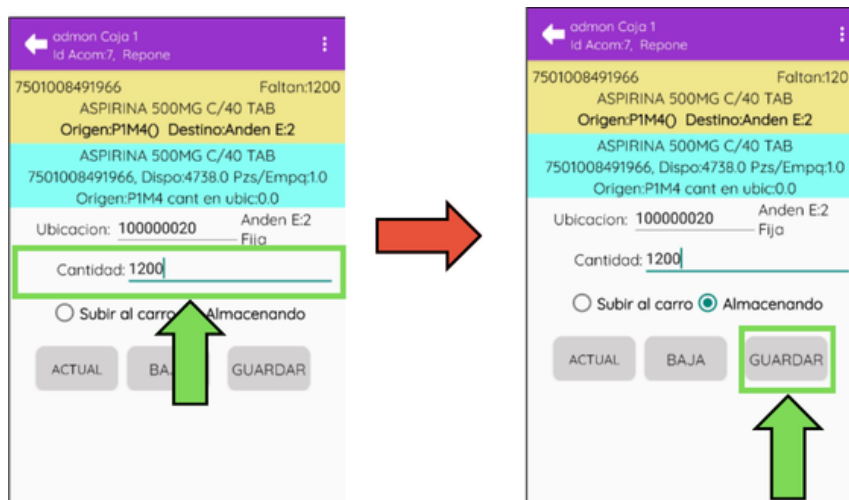 admon Caja 1
Id Acom:7, Repone
7501008491966 Faltan:1200
ASPIRINA 500MG C/40 TAB
Origen:P1M4() Destino:Anden E:2
ASPIRINA 500MG C/40 TAB
7501008491966, Dispo:4738.0 Pzs/Empq:1.0
Origen:P1M4 cant en ubic:0.0
Ubicacion: 100000020 Anden E:2
Fija
Cantidad: 1200
Subir al carro Almacenando
ACTUAL BAJ GUARDAR
admon Caja 1
Id Acom:7, Repone
7501008491966 Faltan:120
ASPIRINA 500MG C/40 TAB
Origen:P1M4() Destino:Anden E:2
ASPIRINA 500MG C/40 TAB
7501008491966, Dispo:4738.0 Pzs/Empq:1.0
Origen:P1M4 cant en ubic:0.0
Ubicacion: 100000020 Anden E:2
Fija
Cantidad: 1200
Subir al carro Almacenando
ACTUAL BAJA GUARDAR